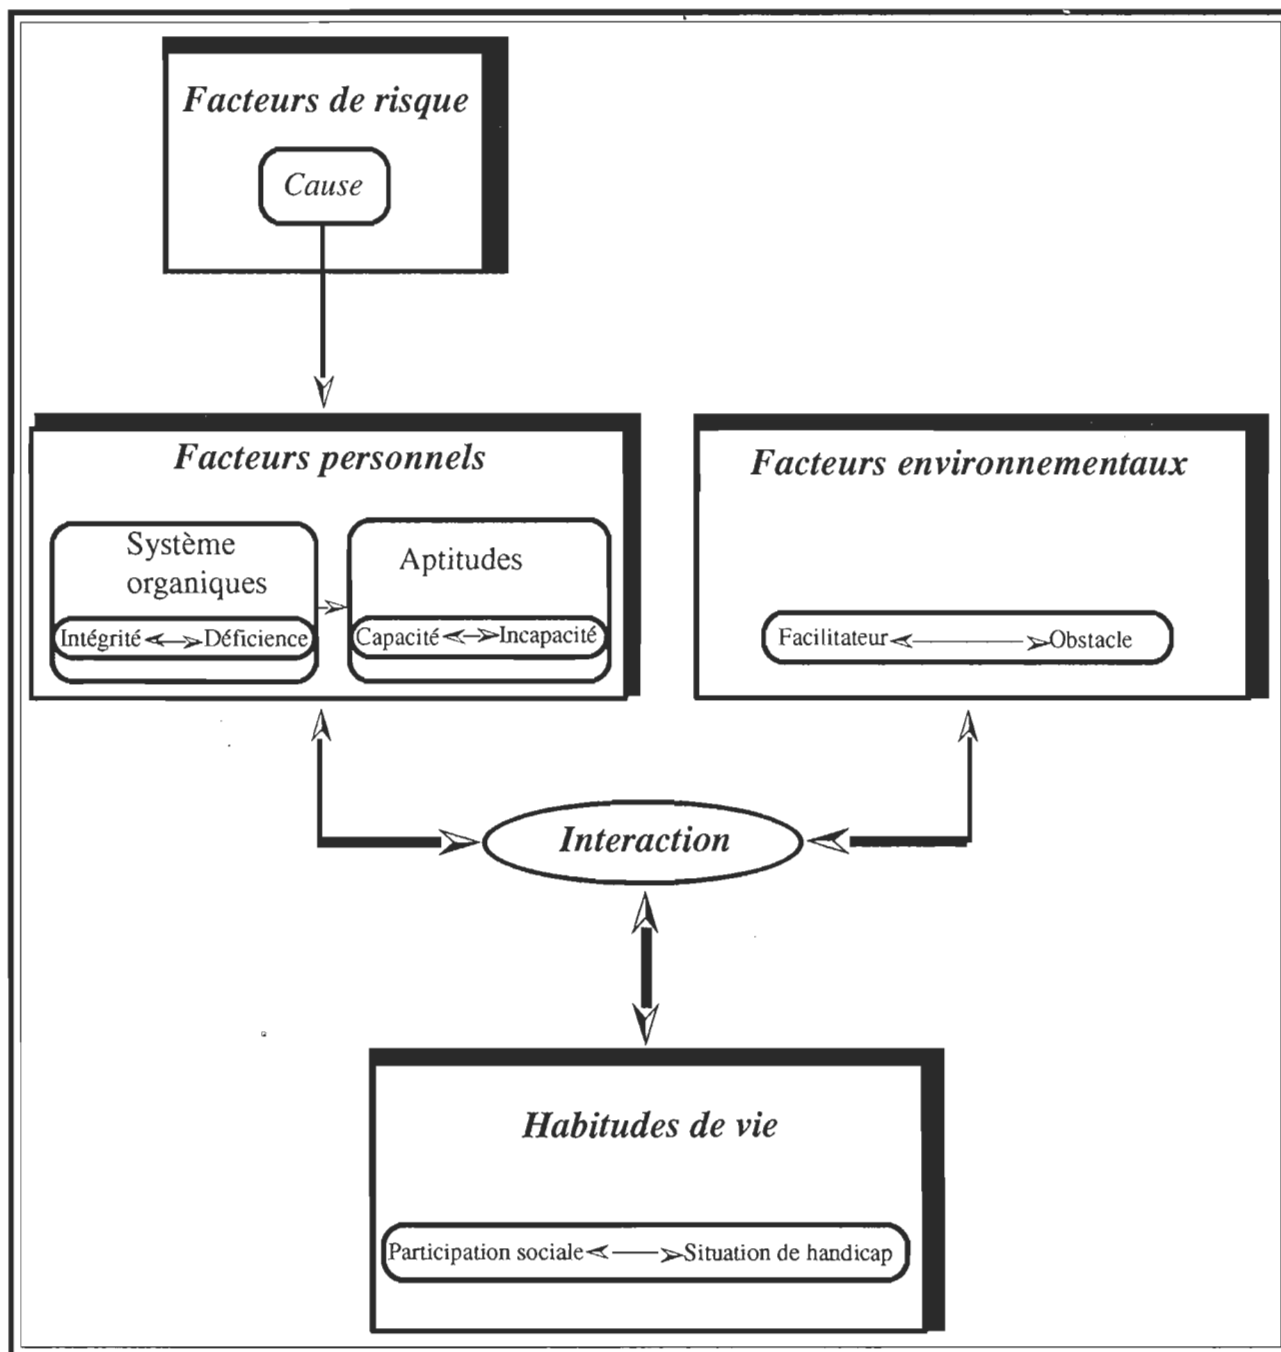 Facteurs de risque
Cause
Facteurs personnels
Système
organiques
Intégrité Déficience
Aptitudes
Capacité Incapacité
Facteurs environnementaux
Facilitateur Obstacle
Interaction
Habitudes de vie
Participation sociale Situation de handicap